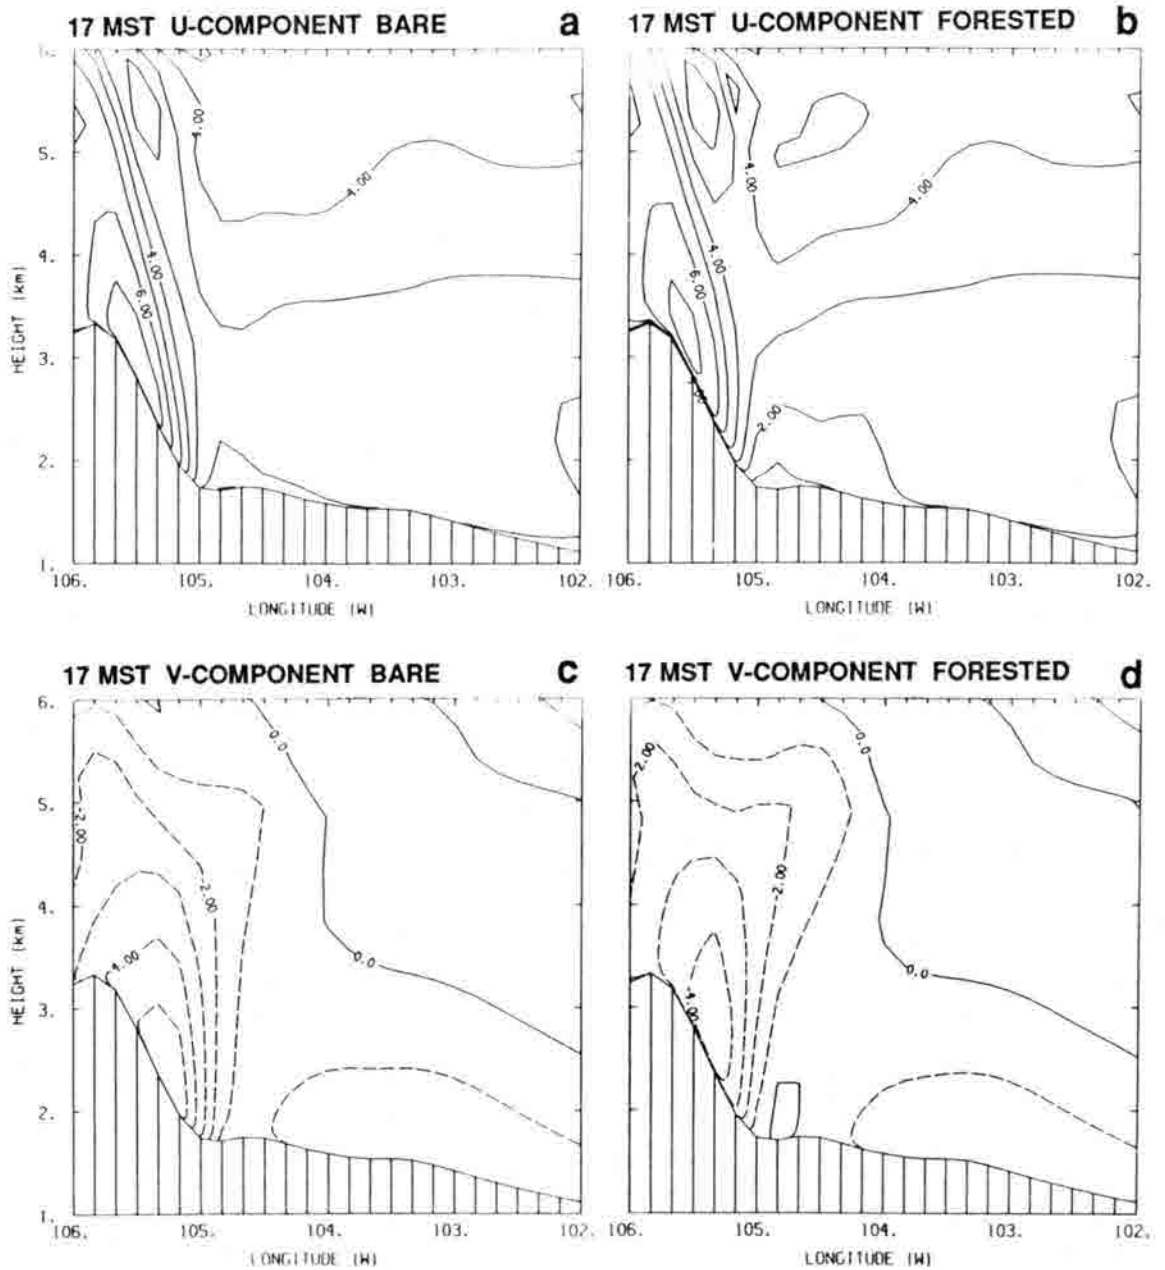 17 MST U-COMPONENT BARE a
17 MST U-COMPONENT FORESTED b
6.
5.
4.
3.
2.
1.
HEIGHT (km)
4.00
4.00
4.00
6.00
106. 105. 104. 103. 102.
LONGITUDE (W)
4.00
4.00
4.00
6.00
2.00
106. 105. 104. 103. 102.
LONGITUDE (W)
17 MST V-COMPONENT BARE c
17 MST V-COMPONENT FORESTED d
6.
5.
4.
3.
2.
1.
HEIGHT (km)
0.0
-2.00
-2.00
-4.00
0.0
106. 105. 104. 103. 102.
LONGITUDE (W)
-2.00
0.0
-2.00
-4.00
0.0
106. 105. 104. 103. 102.
LONGITUDE (W)